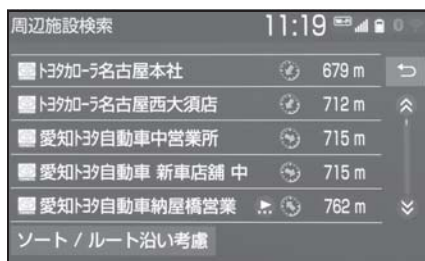 周辺施設検索 11:19
ﾄﾖﾀｶﾛｰﾗ名古屋本社 679 m
ﾄﾖﾀｶﾛｰﾗ名古屋西大須店 712 m
愛知ﾄﾖﾀ自動車中営業所 715 m
愛知ﾄﾖﾀ自動車 新車店舗 中 715 m
愛知ﾄﾖﾀ自動車納屋橋営業 762 m
ソート / ルート沿い考慮